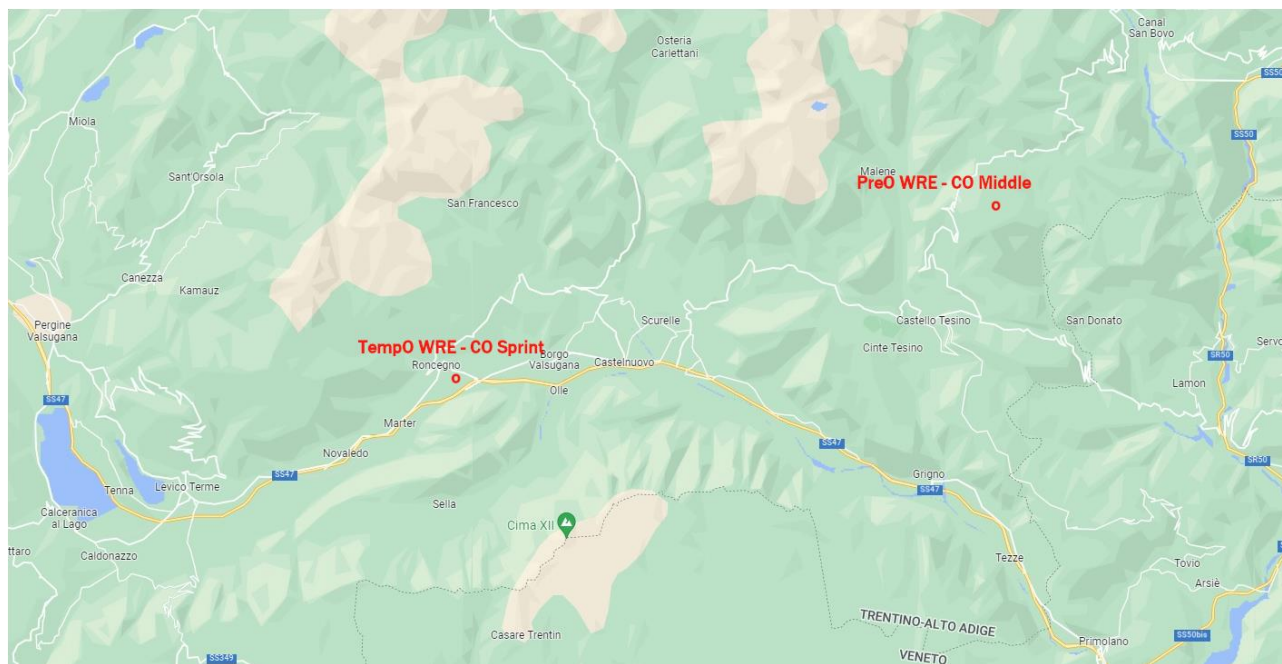 Canal
San Bovo
Osteria
Carlettani
SS50
Miola
SS50
Sant'Orsola
Malene
PreO WRE - CO Middle
San Francesco
Canezza
Kamauz
Pergine
Valsugana
Scurelle
Castello Tesino
San Donato
TempO WRE - CO Sprint
Cinte Tesino
Borgo
Valsugana
Castelnuovo
Roncegno
SR50
Servo
Olle
Lamon
SS47
Marter
SS47
Novaledo
SR50
SS47
Grigno
Tenna
Levico Terme
SS47
Sella
Calceranica
al Lago
Cima XII
ttaro
Caldonazzo
Tezze
Tovio
Arsiè
TRENTINO-ALTO ADIGE
Casare Trentin
SS50bis
Primolano
VENETO
SS349